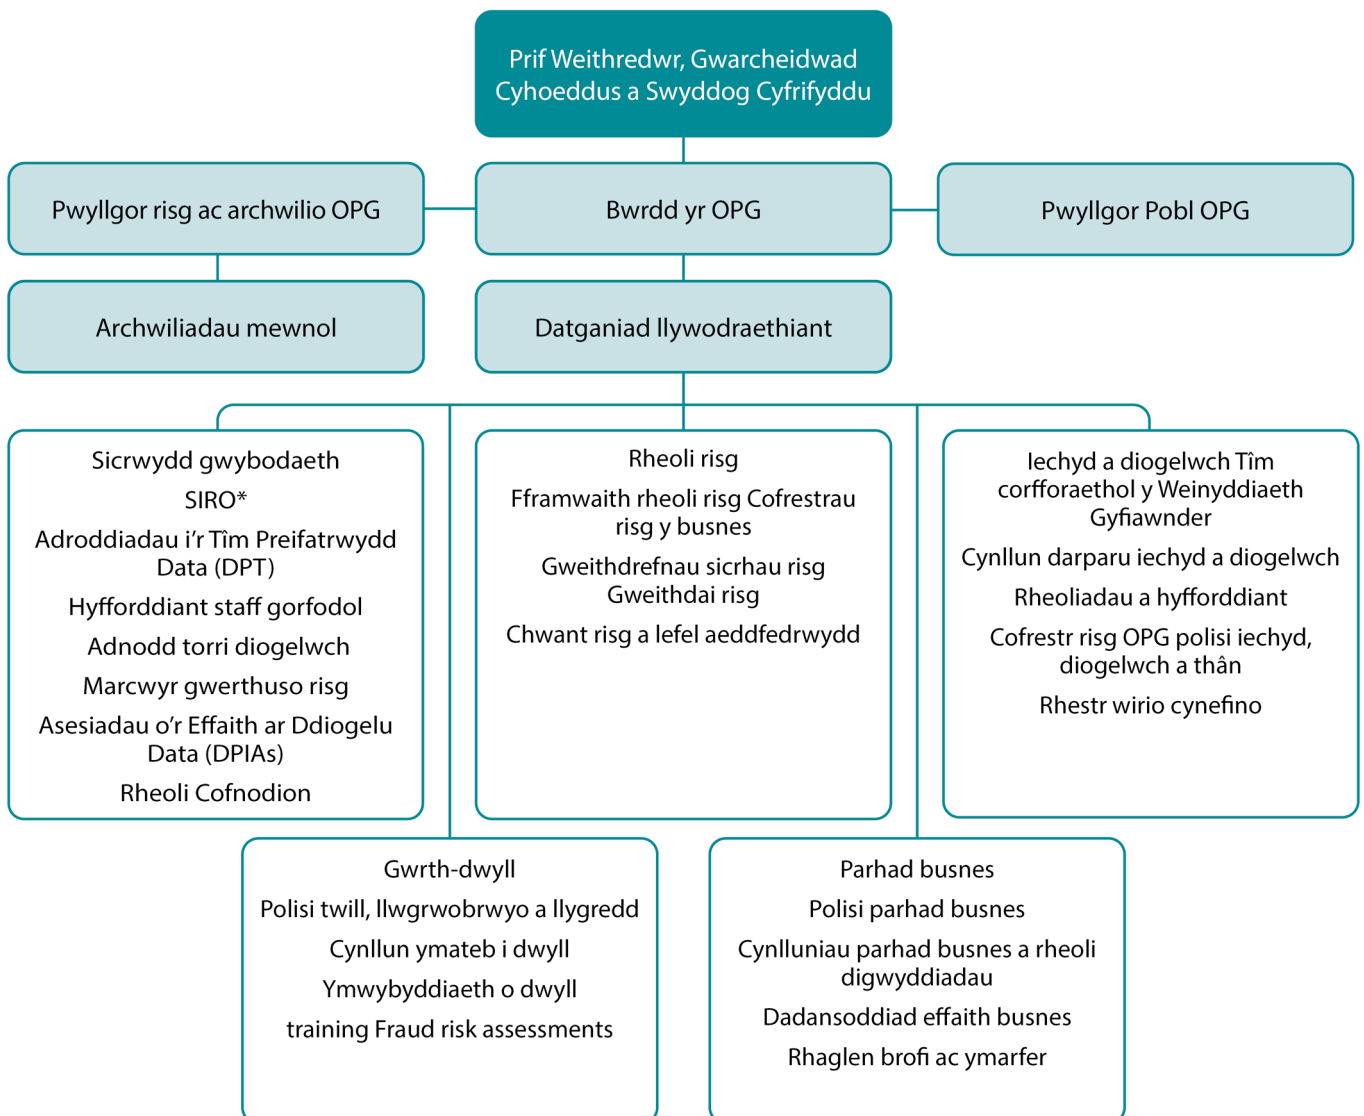 Prif Weithredwr, Gwarcheidwad
Cyhoeddus a Swyddog Cyfrifyddu
Pwyllgor risg ac archwilio OPG
Bwrdd yr OPG
Pwyllgor Pobl OPG
Archwiliadau mewnol
Datganiad llywodraethiant
Sicrwydd gwybodaeth
SIRO*
Adroddiadau i’r Tîm Preifatrwydd
Data (DPT)
Hyfforddiant staff gorfodol
Adnodd torri diogelwch
Marcwyr gwerthuso risg
Asesiadau o’r Effaith ar Ddiogelu
Data (DPIAs)
Rheoli Cofnodion
Rheoli risg
Fframwaith rheoli risg Cofrestrau
risg y busnes
Gweithdrefnau sicrhau risg
Gweithdai risg
Chwant risg a lefel aeddfedrwydd
Iechyd a diogelwch Tîm
corfforaethol y Weinyddiaeth
Gyfiawnder
Cynllun darparu iechyd a diogelwch
Rheoliadau a hyfforddiant
Cofrestr risg OPG polisi iechyd,
diogelwch a thân
Rhestr wirio cynefino
Gwrth-dwyll
Polisi twill, llwgrwobrwyo a llygredd
Cynllun ymateb i dwyll
Ymwybyddiaeth o dwyll
training Fraud risk assessments
Parhad busnes
Polisi parhad busnes
Cynlluniau parhad busnes a rheoli
digwyddiadau
Dadansoddiad effaith busnes
Rhaglen brofi ac ymarfer